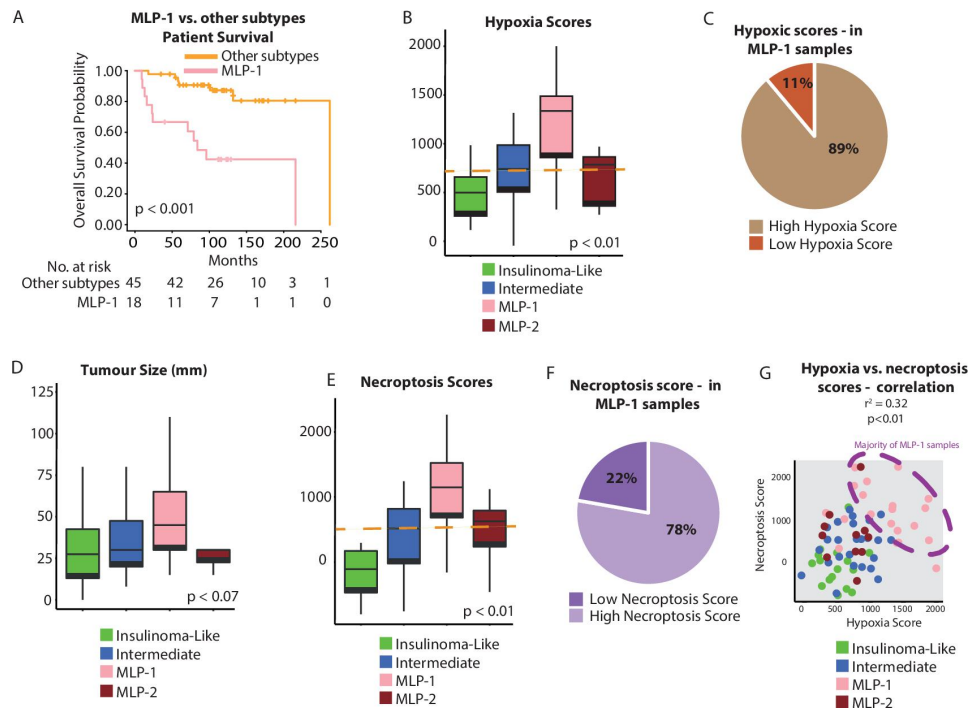 A
MLP-1 vs. other subtypes
Patient Survival
Other subtypes
MLP-1
Overall Survival Probability
1.00
0.80
0.60
0.40
0.20
0.00
p < 0.001
0 50 100 150 200 250
Months
No. at risk
Other subtypes 45 42 26 10 3 1
MLP-1 18 11 7 1 1 0
B
Hypoxia Scores
2000
1500
1000
500
0
p < 0.01
Insulinoma-Like
Intermediate
MLP-1
MLP-2
C
Hypoxic scores - in
MLP-1 samples
11%
89%
High Hypoxia Score
Low Hypoxia Score
D
Tumour Size (mm)
125
100
75
50
25
0
p < 0.07
Insulinoma-Like
Intermediate
MLP-1
MLP-2
E
Necroptosis Scores
2000
1000
0
p < 0.01
Insulinoma-Like
Intermediate
MLP-1
MLP-2
F
Necroptosis score - in
MLP-1 samples
22%
78%
Low Necroptosis Score
High Necroptosis Score
G
Hypoxia vs. necroptosis
scores - correlation
r² = 0.32
p<0.01
Majority of MLP-1 samples
Necroptosis Score
2000
1000
0
0 500 1000 1500 2000
Hypoxia Score
Insulinoma-Like
Intermediate
MLP-1
MLP-2